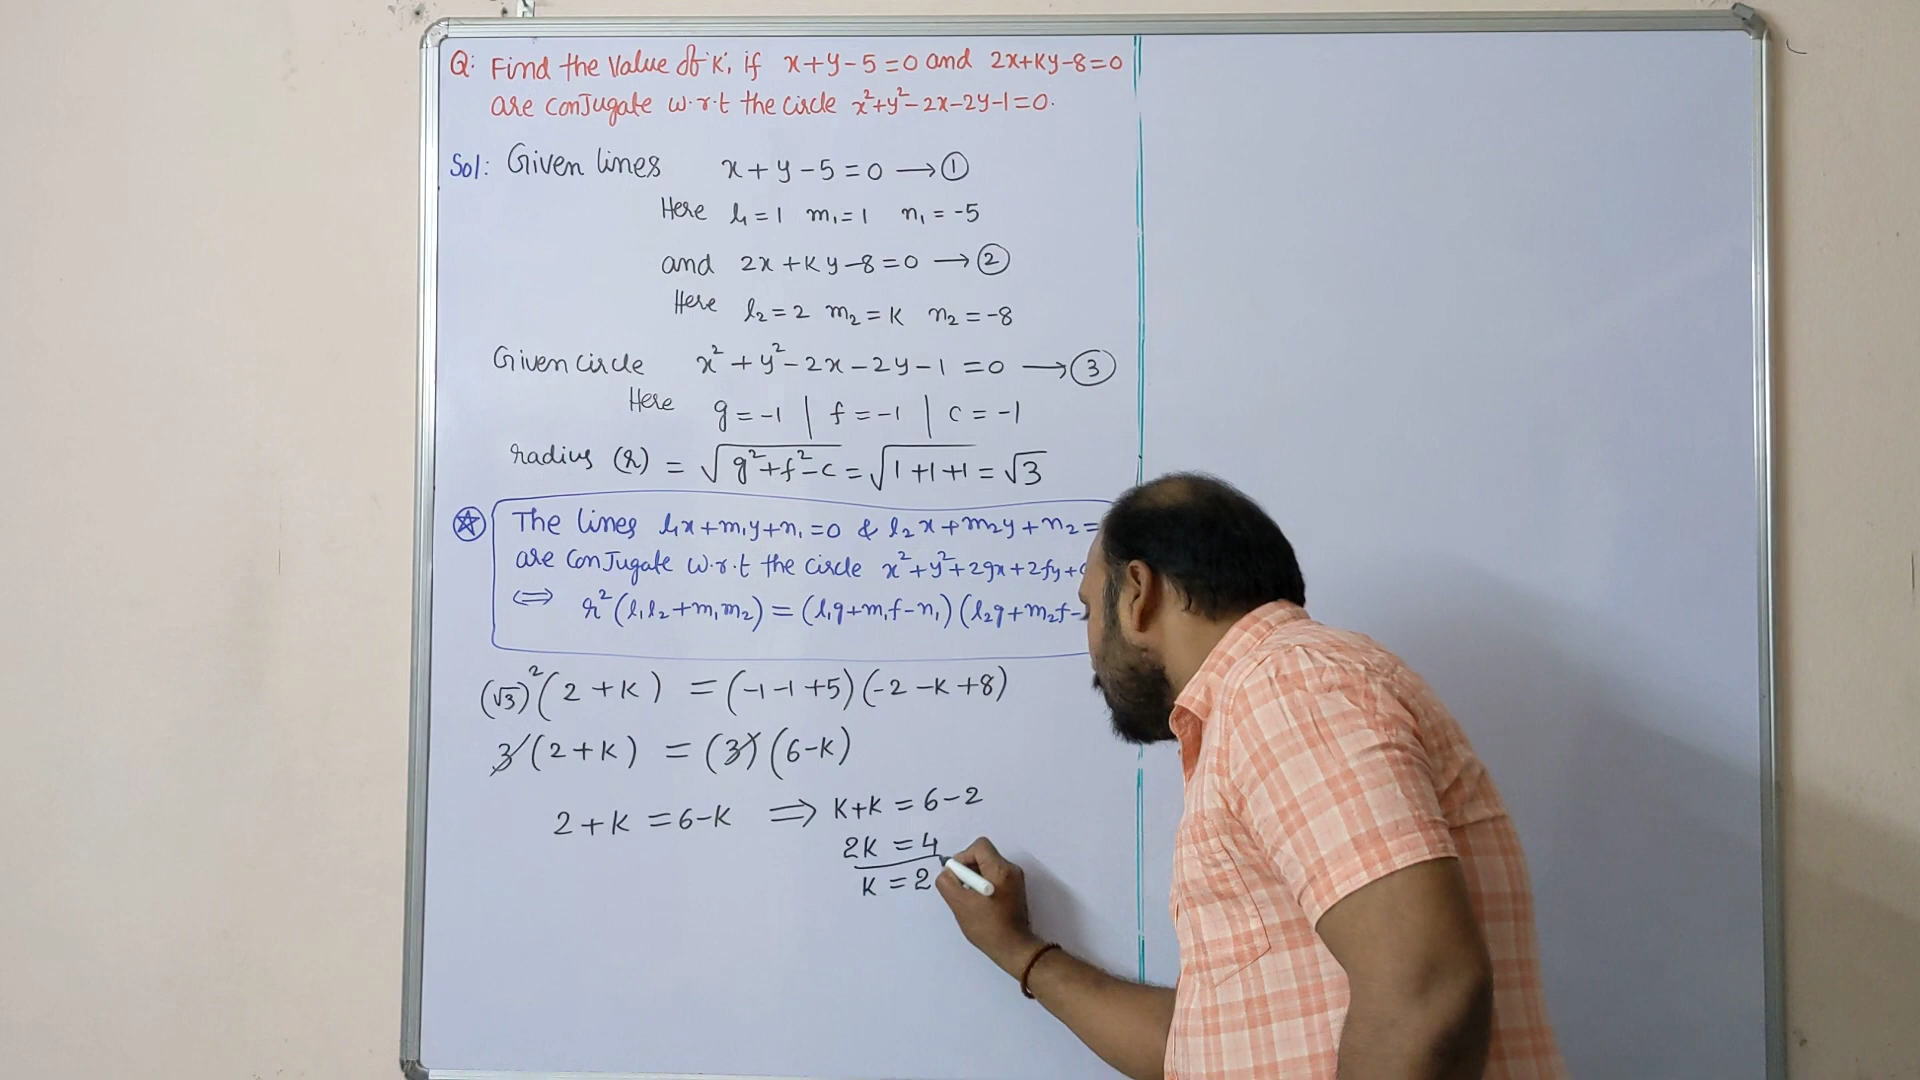 Q: Find the value of 'K', if x+y-5=0 and 2x+Ky-8=0
are conjugate w.r.t the circle x²+y²-2x-2y-1=0.
Sol: Given lines x+y-5=0 → ①
Here l₁=1 m₁=1 n₁=-5
and 2x+Ky-8=0 → ②
Here l₂=2 m₂=K n₂=-8
Given circle x²+y²-2x-2y-1=0 → ③
Here g=-1 | f=-1 | c=-1
radius (r) = √(g²+f²-c) = √(1+1+1) = √3
The lines l₁x+m₁y+n₁=0 & l₂x+m₂y+n₂=
are conjugate w.r.t the circle x²+y²+2gx+2fy+
⟺ r²(l₁l₂+m₁m₂) = (l₁g+m₁f-n₁)(l₂g+m₂f-
(√3)²(2+K) = (-1-1+5)(-2-K+8)
3(2+K) = (3)(6-K)
2+K = 6-K ⟹ K+K = 6-2
2K = 4
K = 2